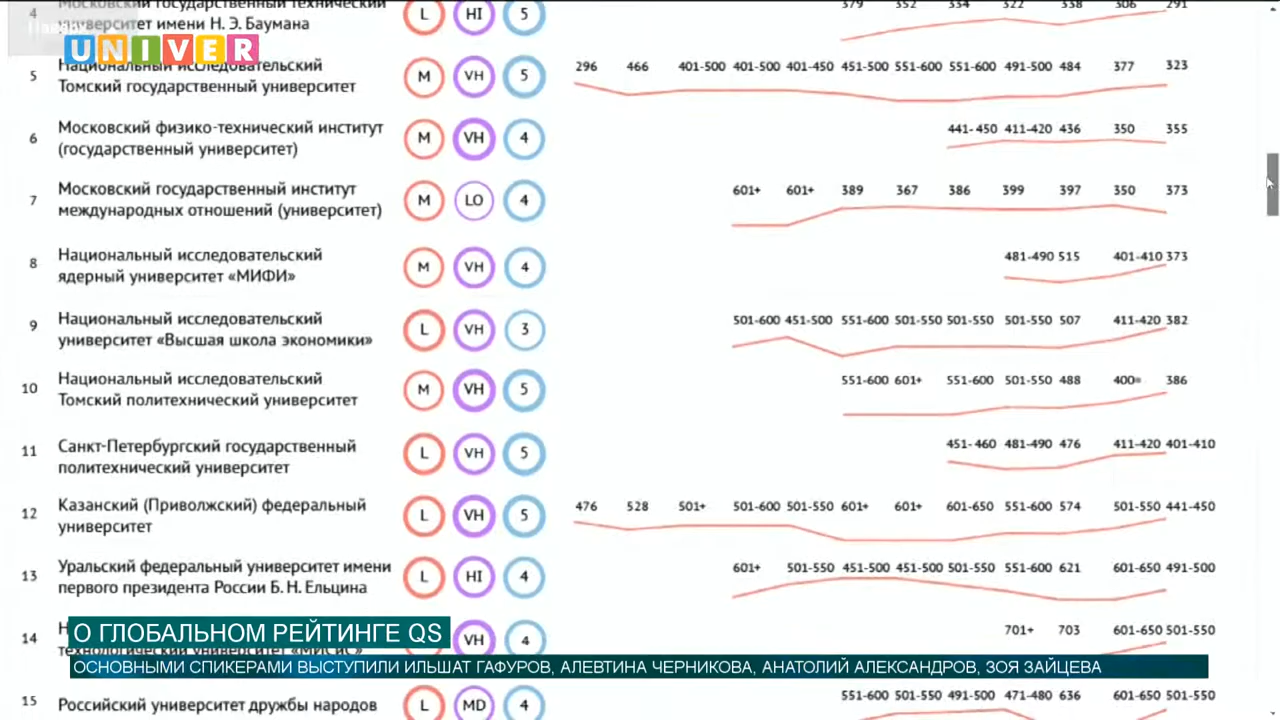 4 Московский государственный технический 379 352 334 322 338 306 291
университет имени Н. Э. Баумана L HI 5
UNIVER
Национальный исследовательский 296 466 401-500 401-500 401-450 451-500 551-600 551-600 491-500 484 377 323
5 Томский государственный университет M VH 5
Московский физико-технический институт 441-450 411-420 436 350 355
6 (государственный университет) M VH 4
Московский государственный институт 601+ 601+ 389 367 386 399 397 350 373
7 международных отношений (университет) M LO 4
Национальный исследовательский 481-490 515 401-410 373
8 ядерный университет «МИФИ» M VH 4
Национальный исследовательский 501-600 451-500 551-600 501-550 501-550 501-550 507 411-420 382
9 университет «Высшая школа экономики» L VH 3
Национальный исследовательский 551-600 601+ 551-600 501-550 488 400= 386
10 Томский политехнический университет M VH 5
Санкт-Петербургский государственный 451-460 481-490 476 411-420 401-410
11 политехнический университет L VH 5
Казанский (Приволжский) федеральный 476 528 501+ 501-600 501-550 601+ 601+ 601-650 551-600 574 501-550 441-450
12 университет L VH 5
Уральский федеральный университет имени 601+ 501-550 451-500 451-500 501-550 551-600 621 601-650 491-500
13 первого президента России Б. Н. Ельцина L HI 4
14 VH 4 701+ 703 601-650 501-550
технологический университет «МИСиС»
О ГЛОБАЛЬНОМ РЕЙТИНГЕ QS
ОСНОВНЫМИ СПИКЕРАМИ ВЫСТУПИЛИ ИЛЬШАТ ГАФУРОВ, АЛЕВТИНА ЧЕРНИКОВА, АНАТОЛИЙ АЛЕКСАНДРОВ, ЗОЯ ЗАЙЦЕВА
15 Российский университет дружбы народов L MD 4 551-600 501-550 491-500 471-480 636 601-650 501-550